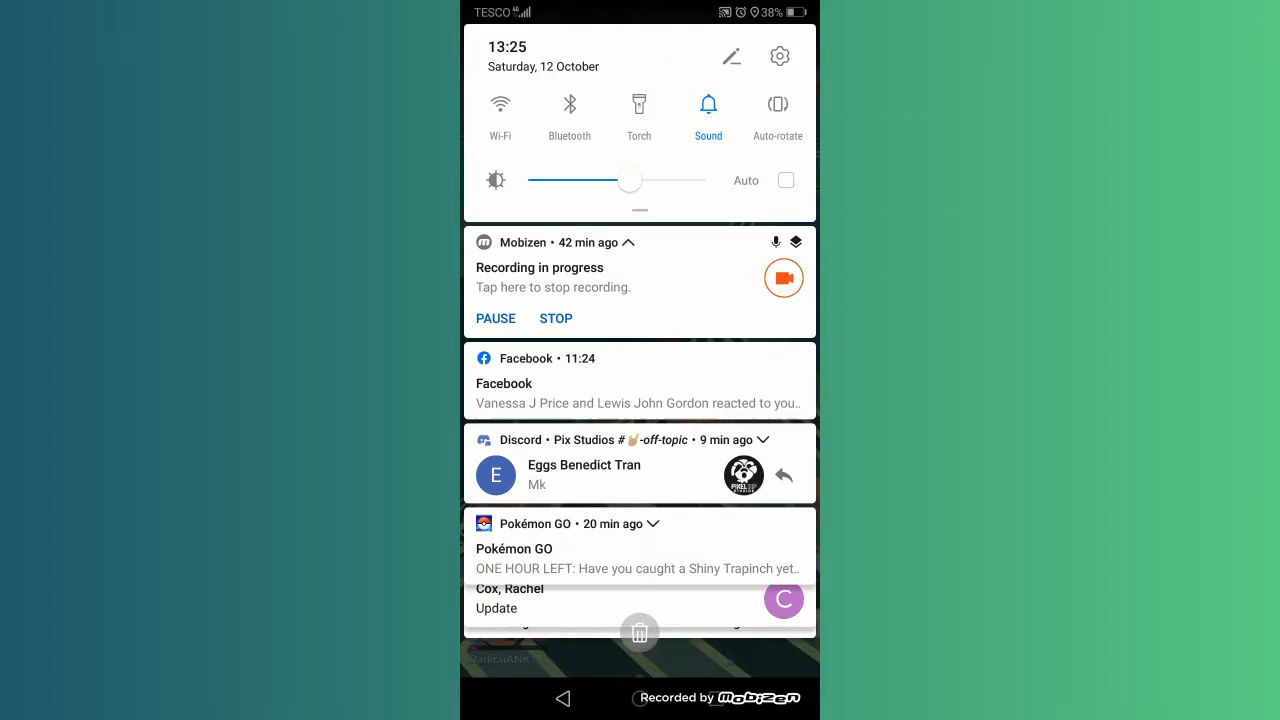 TESCO 4G 38%
13:25
Saturday, 12 October
Wi-Fi Bluetooth Torch Sound Auto-rotate
Auto
Mobizen • 42 min ago
Recording in progress
Tap here to stop recording.
PAUSE STOP
Facebook • 11:24
Facebook
Vanessa J Price and Lewis John Gordon reacted to you..
Discord • Pix Studios #🤘🏼-off-topic • 9 min ago
E
Eggs Benedict Tran
Mk
Pokémon GO • 20 min ago
Pokémon GO
ONE HOUR LEFT: Have you caught a Shiny Trapinch yet..
Cox, Rachel
Update
C
DarkraiANK
Recorded by mobizen